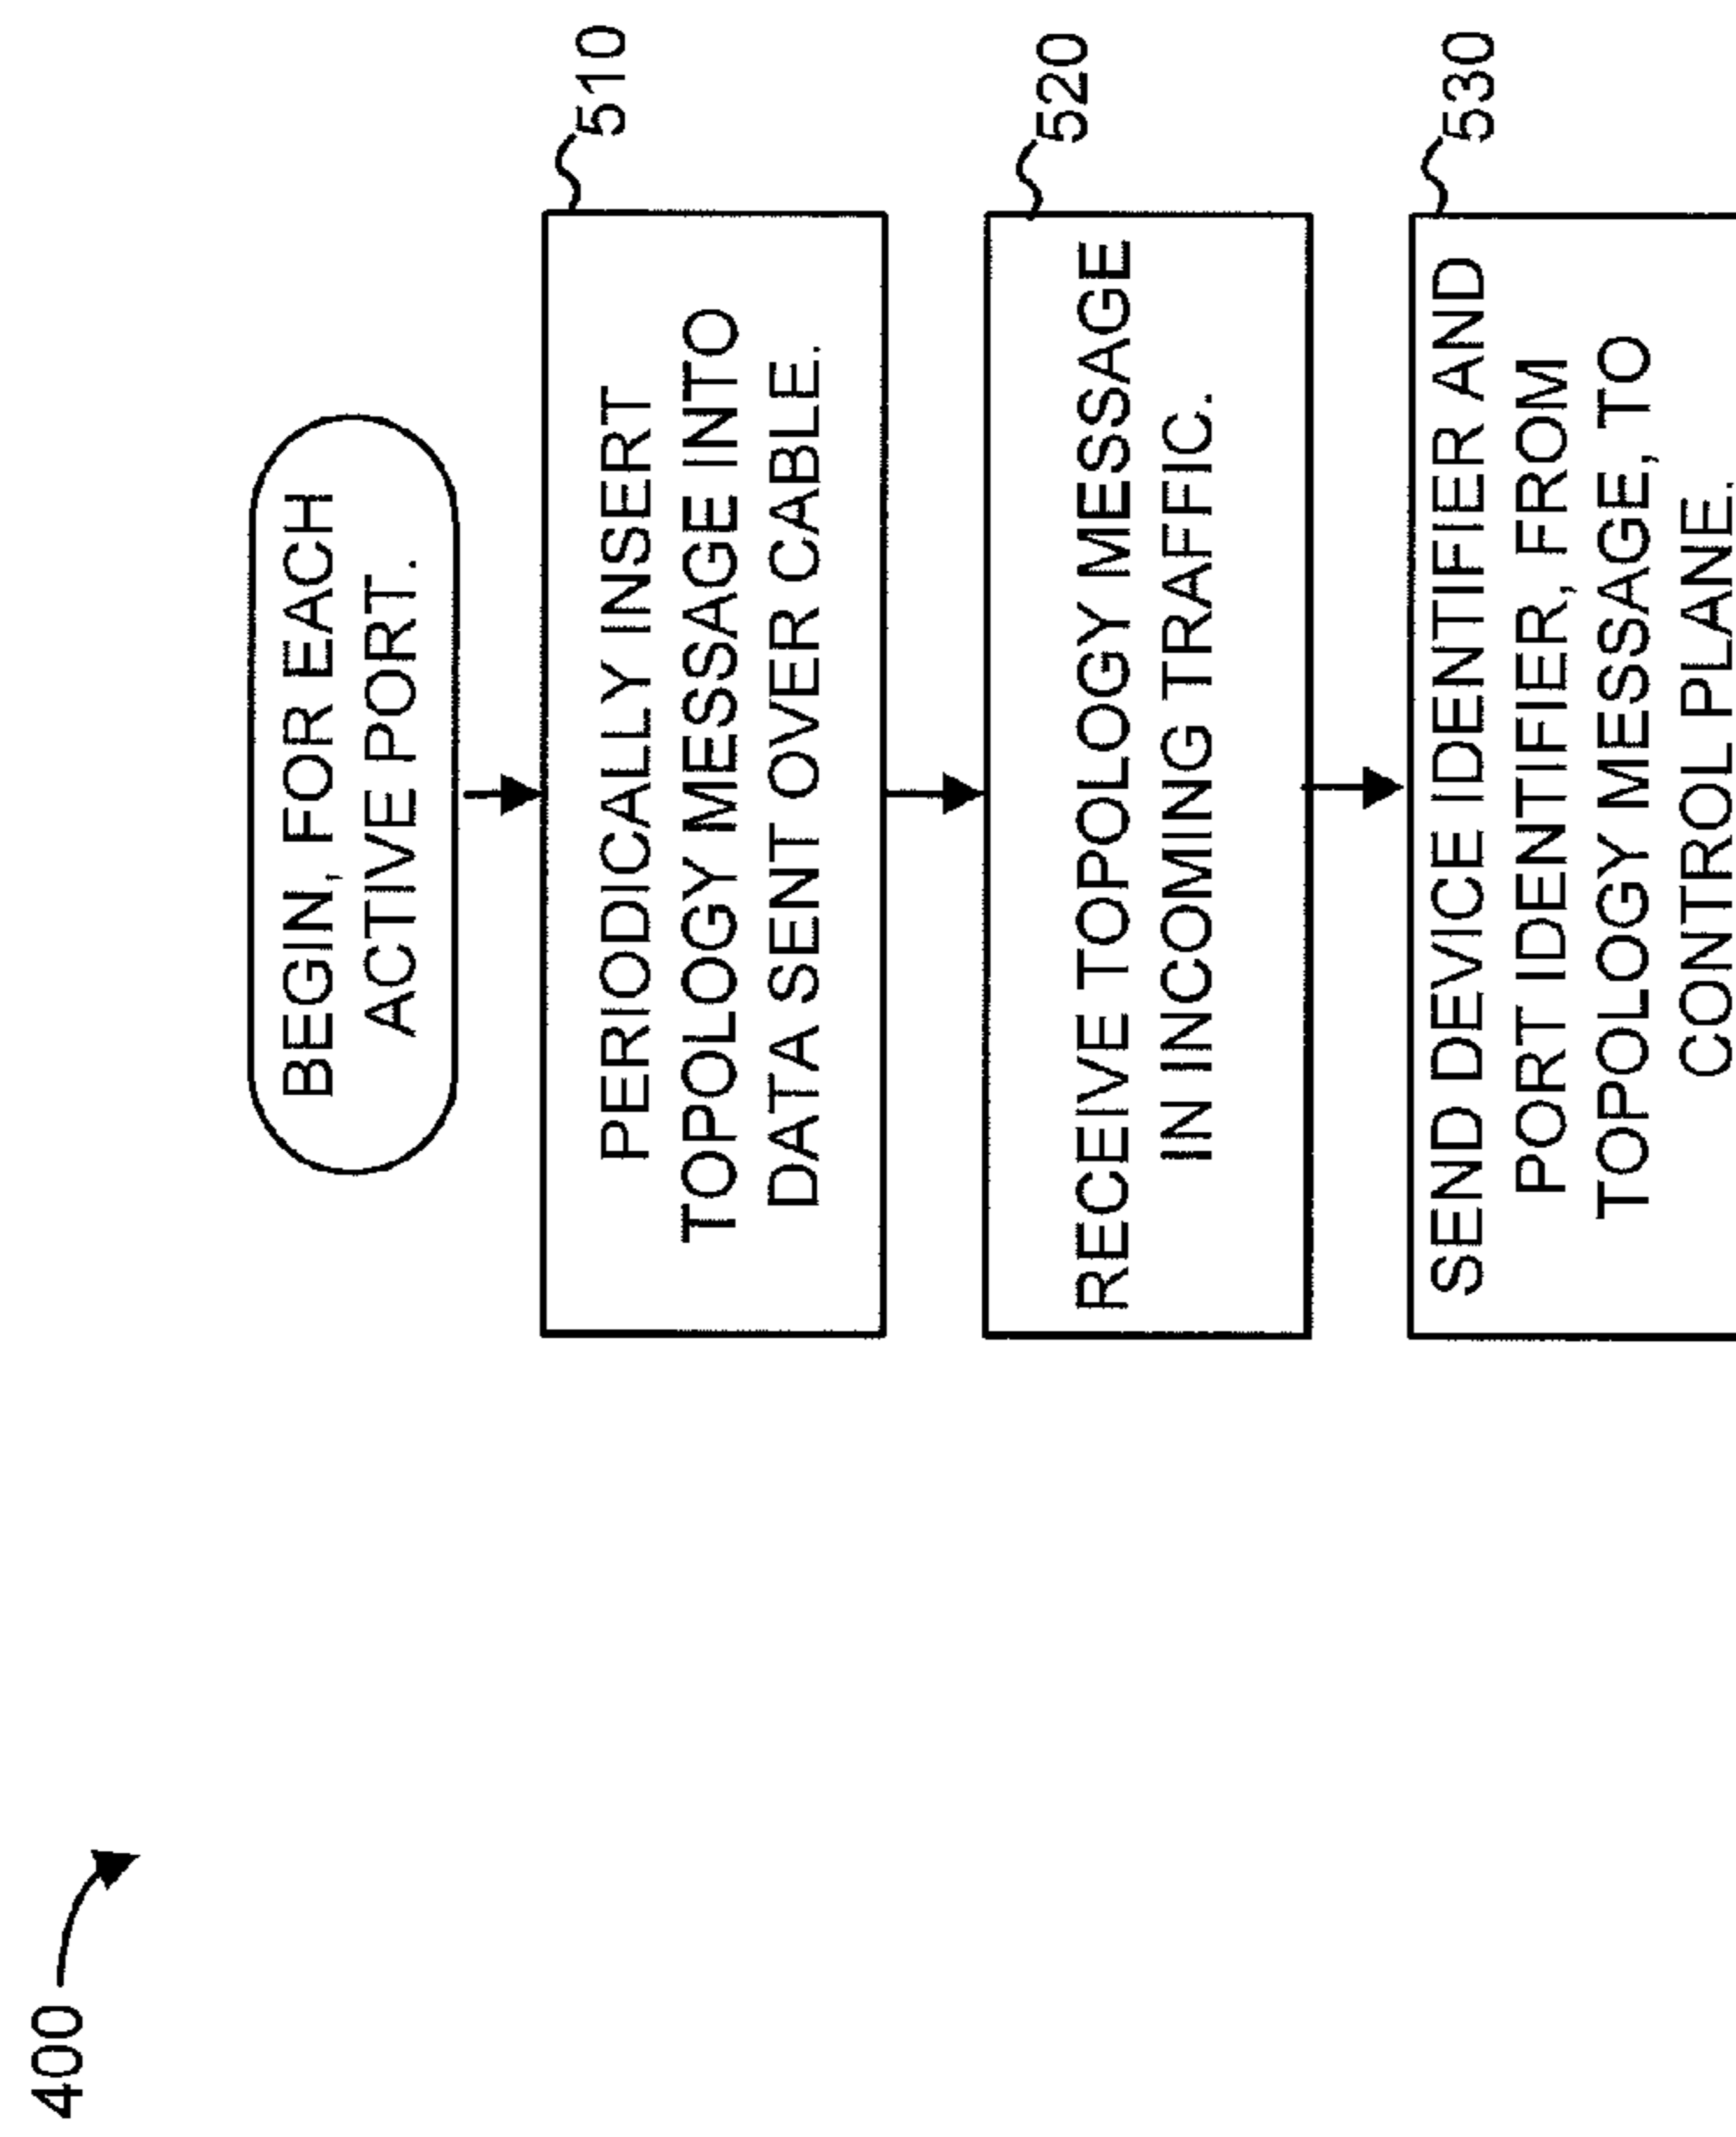 400
BEGIN, FOR EACH
ACTIVE PORT.
510
PERIODICALLY INSERT
TOPOLOGY MESSAGE INTO
DATA SENT OVER CABLE.
520
RECEIVE TOPOLOGY MESSAGE
IN INCOMING TRAFFIC.
530
SEND DEVICE IDENTIFIER AND
PORT IDENTIFIER, FROM
TOPOLOGY MESSAGE, TO
CONTROL PLANE.